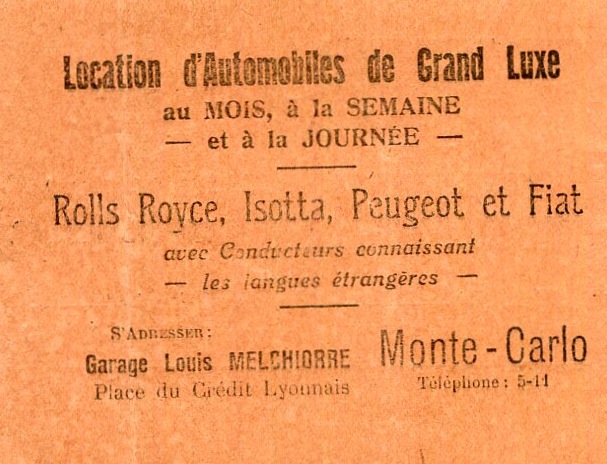 Location d'Automobiles de Grand Luxe
au MOIS, à la SEMAINE
— et à la JOURNÉE —
Rolls Royce, Isotta, Peugeot et Fiat
avec Conducteurs connaissant
— les langues étrangères —
S'ADRESSER:
Garage Louis MELCHIORRE
Place du Crédit Lyonnais
Monte-Carlo
Téléphone: 5-11